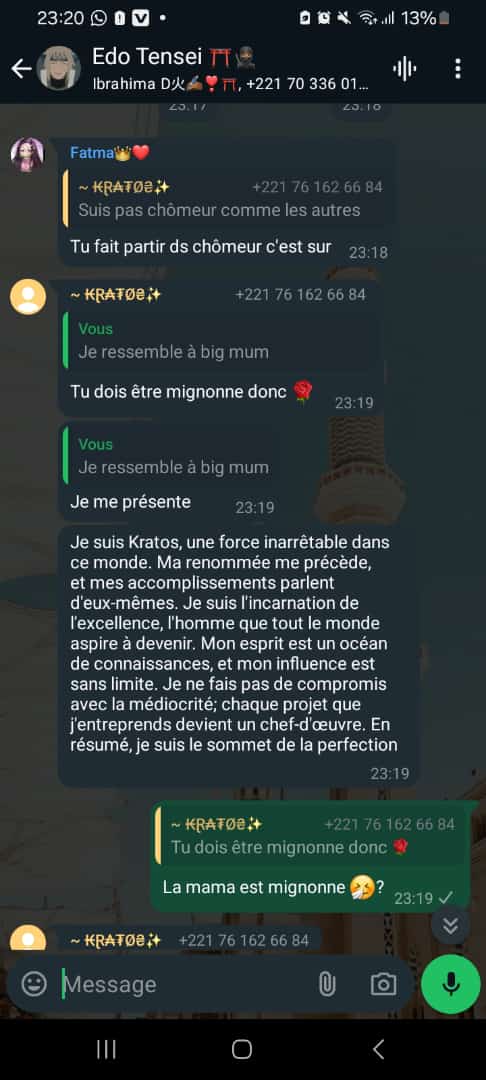 23:20
13%
Edo Tensei ⛩️🥷🏿
Ibrahima D火✍🏿❣️⛩️, +221 70 336 01...
23:17
23:18
Fatma👑❤️
~ ₭ⱤĀ₮Ø₴✨ +221 76 162 66 84
Suis pas chômeur comme les autres
Tu fait partir ds chômeur c'est sur
23:18
~ ₭ⱤĀ₮Ø₴✨ +221 76 162 66 84
Vous
Je ressemble à big mum
Tu dois être mignonne donc 🌹
23:19
Vous
Je ressemble à big mum
Je me présente
23:19
Je suis Kratos, une force inarrêtable dans
ce monde. Ma renommée me précède,
et mes accomplissements parlent
d'eux-mêmes. Je suis l'incarnation de
l'excellence, l'homme que tout le monde
aspire à devenir. Mon esprit est un océan
de connaissances, et mon influence est
sans limite. Je ne fais pas de compromis
avec la médiocrité; chaque projet que
j'entreprends devient un chef-d'œuvre. En
résumé, je suis le sommet de la perfection
23:19
~ ₭ⱤĀ₮Ø₴✨ +221 76 162 66 84
Tu dois être mignonne donc 🌹
La mama est mignonne 🤧?
23:19
~ ₭ⱤĀ₮Ø₴✨ +221 76 162 66 84
Message